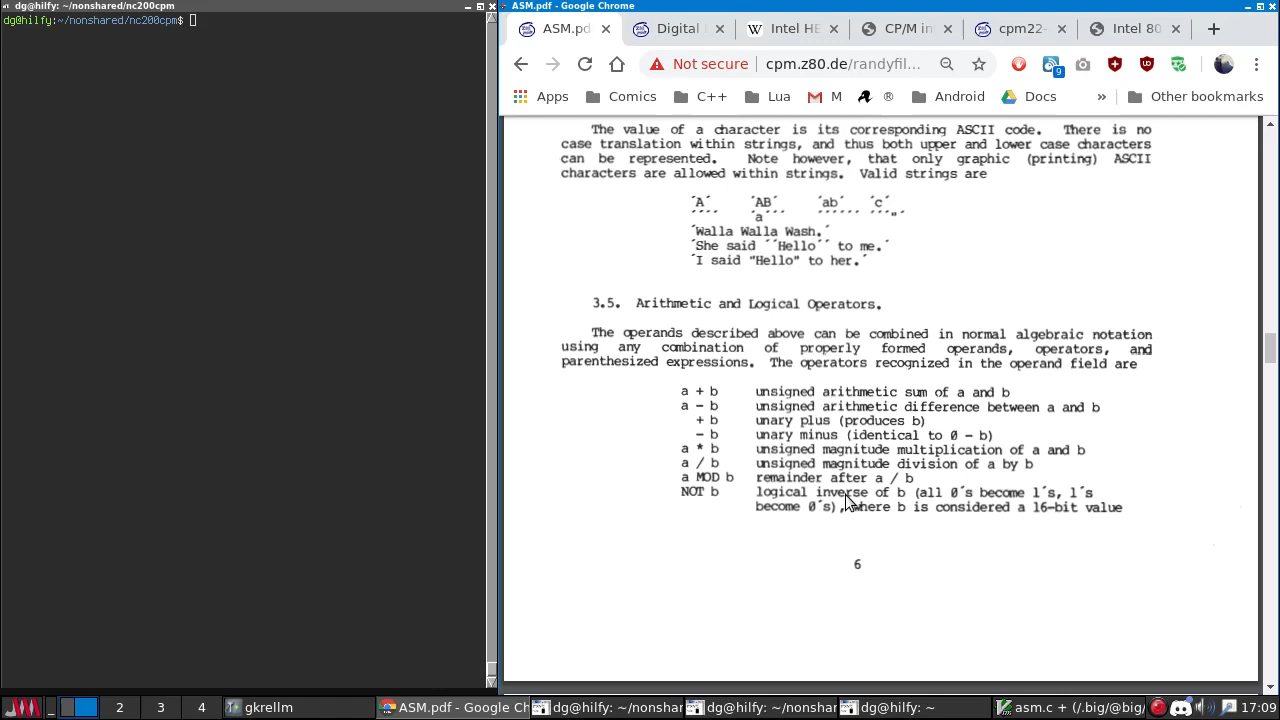 dg@hilfy: ~/nonshared/nc200cpm
dg@hilfy:~/nonshared/nc200cpm$
ASM.pdf - Google Chrome
ASM.pd
Digital
Intel HE
CP/M in
cpm22-
Intel 80
Not secure
cpm.z80.de/randyfil...
9
Apps
Comics
C++
Lua
M
®
Android
Docs
»
Other bookmarks
The value of a character is its corresponding ASCII code. There is no
case translation within strings, and thus both upper and lower case characters
can be represented. Note however, that only graphic (printing) ASCII
characters are allowed within strings. Valid strings are
´A´ ´AB´ ´ab´ ´c´
´´´´ ´a´´´ ´´´´´´ ´´´"´
´Walla Walla Wash.´
´She said ´´Hello´´ to me.´
´I said "Hello" to her.´
3.5. Arithmetic and Logical Operators.
The operands described above can be combined in normal algebraic notation
using any combination of properly formed operands, operators, and
parenthesized expressions. The operators recognized in the operand field are
a + b unsigned arithmetic sum of a and b
a - b unsigned arithmetic difference between a and b
+ b unary plus (produces b)
- b unary minus (identical to 0 - b)
a * b unsigned magnitude multiplication of a and b
a / b unsigned magnitude division of a by b
a MOD b remainder after a / b
NOT b logical inverse of b (all 0´s become 1´s, 1´s
become 0´s), where b is considered a 16-bit value
6
2
3
4
gkrellm
ASM.pdf - Google Ch
dg@hilfy: ~/nonshar
dg@hilfy: ~/nonshar
dg@hilfy: ~
asm.c + (/.big/@big/
17:09